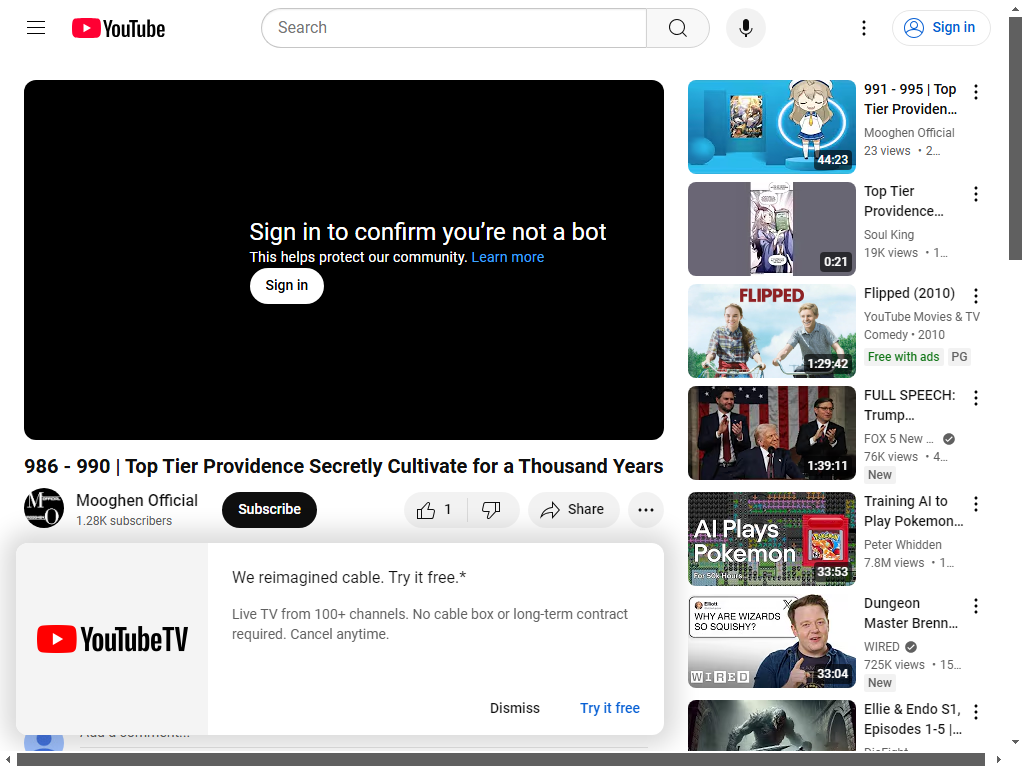 YouTube
Search
Sign in
Sign in to confirm you’re not a bot
This helps protect our community. Learn more
Sign in
986 - 990 | Top Tier Providence Secretly Cultivate for a Thousand Years
Mooghen Official
1.28K subscribers
Subscribe
1
Share
We reimagined cable. Try it free.*
Live TV from 100+ channels. No cable box or long-term contract
required. Cancel anytime.
YouTubeTV
Dismiss
Try it free
Add a comment...
44:23
991 - 995 | Top
Tier Providen...
Mooghen Official
23 views • 2...
0:21
Top Tier
Providence...
Soul King
19K views • 1...
FLIPPED
1:29:42
Flipped (2010)
YouTube Movies & TV
Comedy • 2010
Free with ads
PG
1:39:11
FULL SPEECH:
Trump...
FOX 5 New ...
76K views • 4...
New
AI Plays
Pokemon
For 50k Hours
33:53
Training AI to
Play Pokemon...
Peter Whidden
7.8M views • 1...
Elliott
WHY ARE WIZARDS
SO SQUISHY?
WIRED
33:04
Dungeon
Master Brenn...
WIRED
725K views • 15...
New
Ellie & Endo S1,
Episodes 1-5 |...